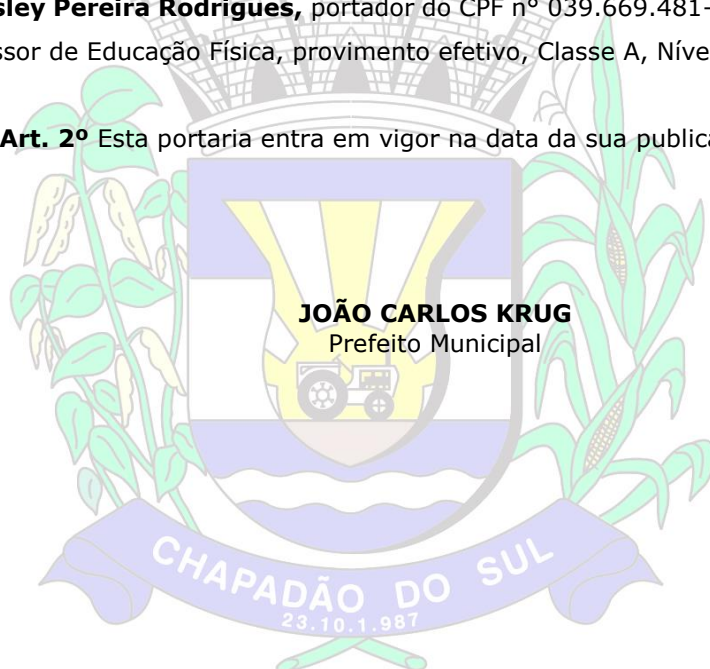 sley Pereira Rodrigues, portador do CPF nº 039.669.481-
ssor de Educação Física, provimento efetivo, Classe A, Níve
Art. 2º Esta portaria entra em vigor na data da sua publica
JOÃO CARLOS KRUG
Prefeito Municipal
CHAPADÃO DO SUL
23.10.1.987